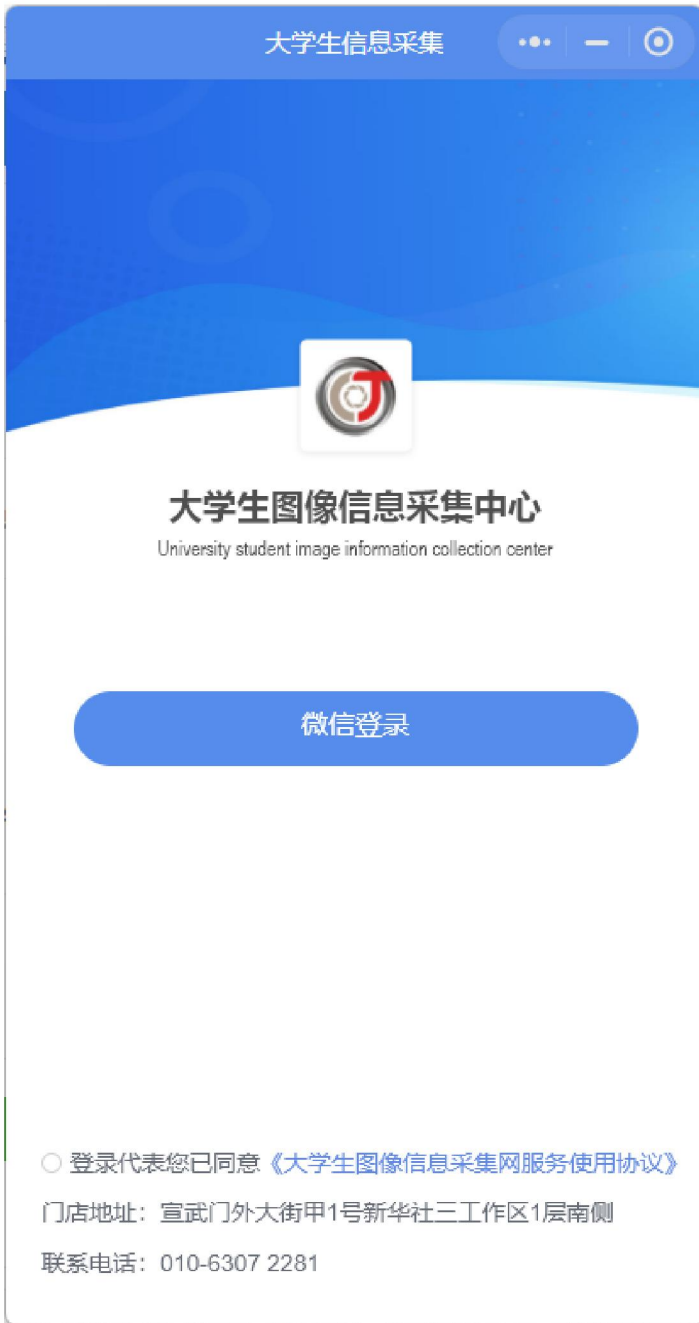 大学生信息采集
大学生图像信息采集中心
University student image information collection center
微信登录
登录代表您已同意《大学生图像信息采集网服务使用协议》
门店地址：宣武门外大街甲1号新华社三工作区1层南侧
联系电话：010-6307 2281